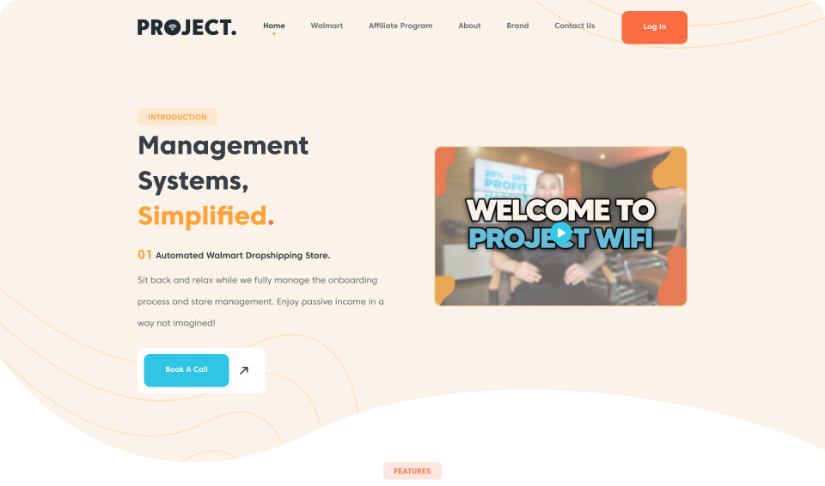 PROJECT.
Home
Walmart
Affiliate Program
About
Brand
Contact Us
Log In
INTRODUCTION
Management
Systems,
Simplified.
01 Automated Walmart Dropshipping Store.
Sit back and relax while we fully manage the onboarding
process and store management. Enjoy passive income in a
way not imagined!
Book A Call
20% - 30%
PROFIT
WELCOME TO
PROJECT WIFI
FEATURES